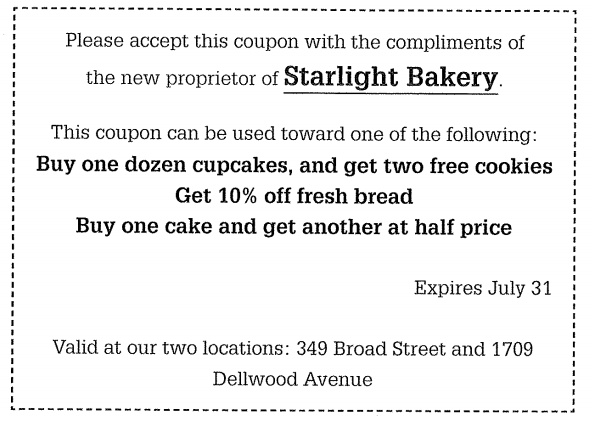 Please accept this coupon with the compliments of
the new proprietor of Starlight Bakery.
This coupon can be used toward one of the following:
Buy one dozen cupcakes, and get two free cookies
Get 10% off fresh bread
Buy one cake and get another at half price
Expires July 31
Valid at our two locations: 349 Broad Street and 1709
Dellwood Avenue